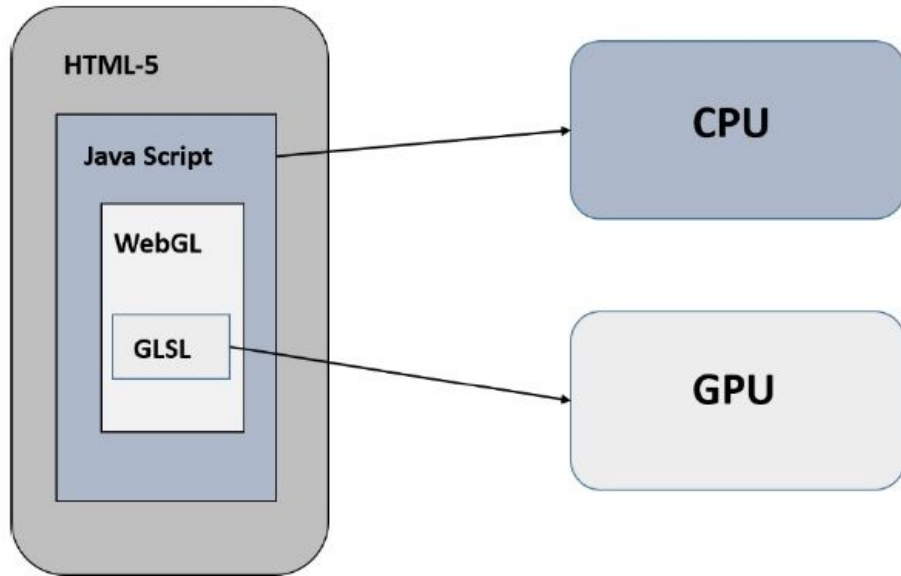 HTML-5
Java Script
WebGL
GLSL
CPU
GPU